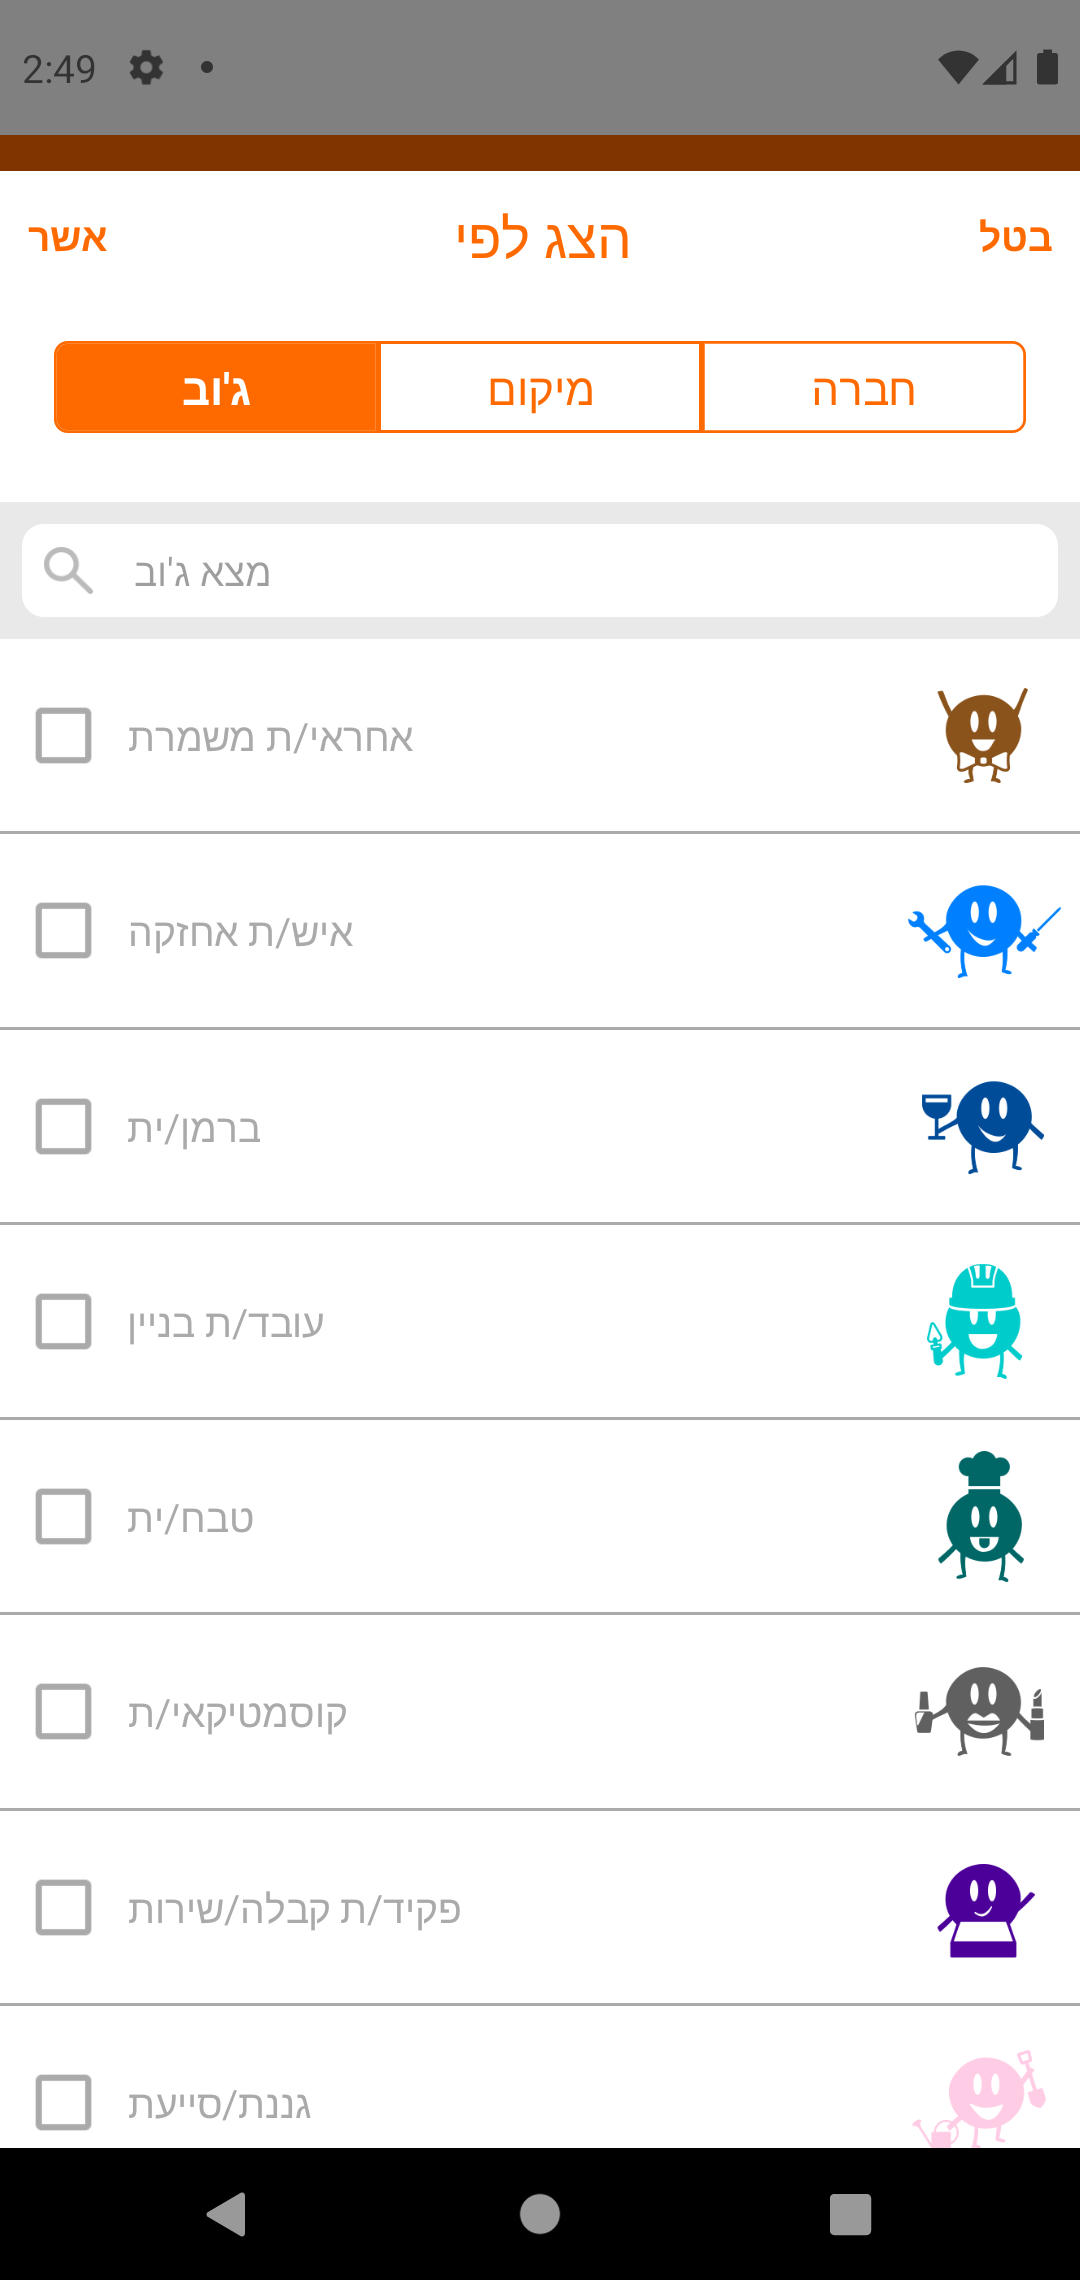 2:49
בטל
הצג לפי
אשר
חברה
מיקום
ג'וב
מצא ג'וב
אחראי/ת משמרת
איש/ת אחזקה
ברמן/ית
עובד/ת בניין
טבח/ית
קוסמטיקאי/ת
פקיד/ת קבלה/שירות
גננת/סייעת